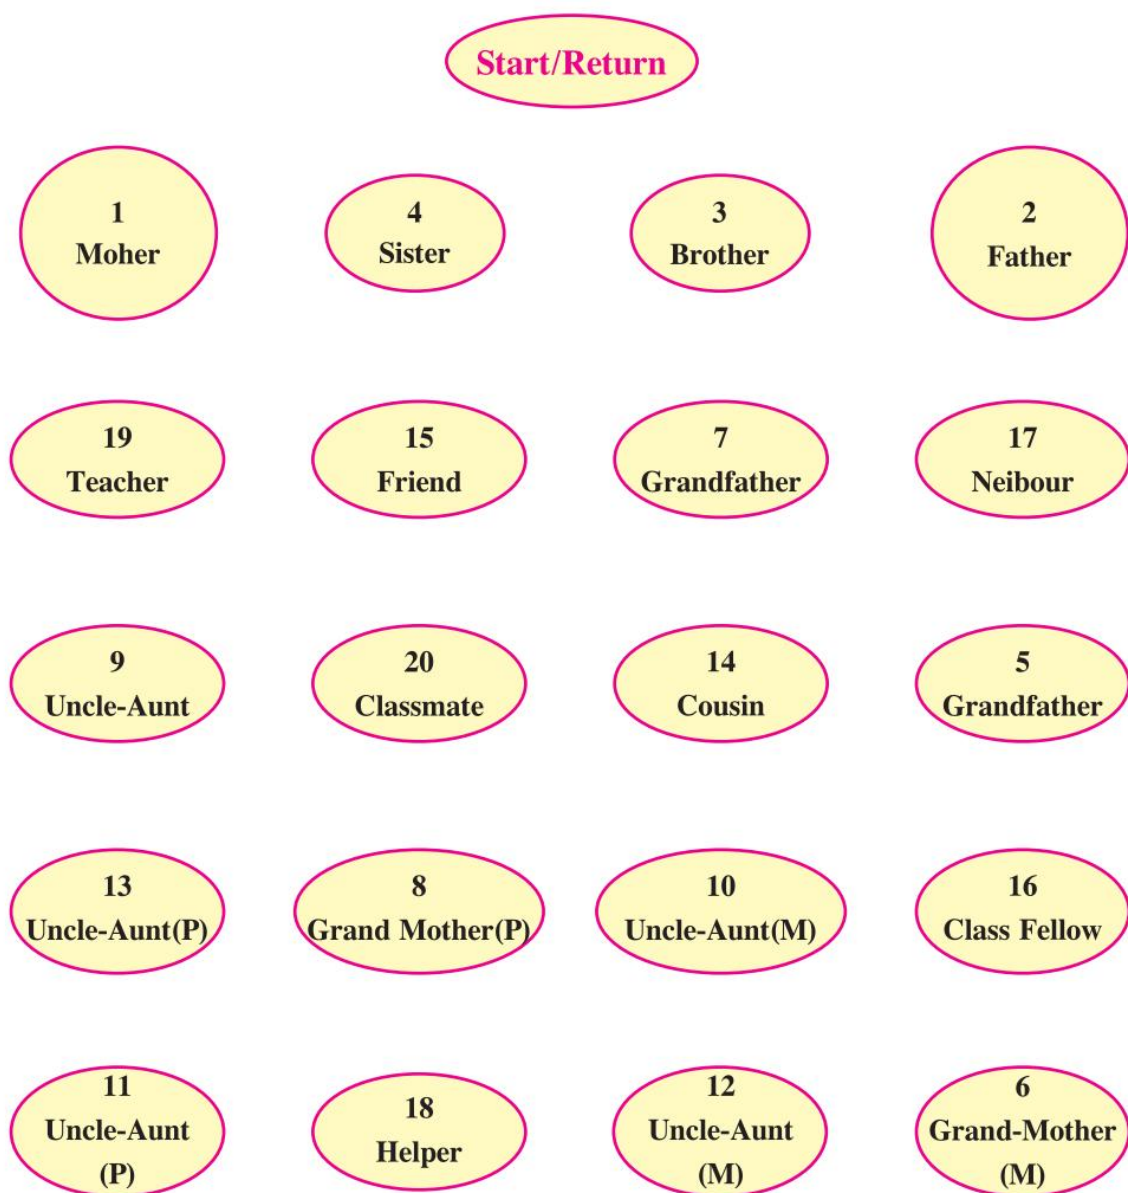 Start/Return
1
Moher
4
Sister
3
Brother
2
Father
19
Teacher
15
Friend
7
Grandfather
17
Neibour
9
Uncle-Aunt
20
Classmate
14
Cousin
5
Grandfather
13
Uncle-Aunt(P)
8
Grand Mother(P)
10
Uncle-Aunt(M)
16
Class Fellow
11
Uncle-Aunt
(P)
18
Helper
12
Uncle-Aunt
(M)
6
Grand-Mother
(M)